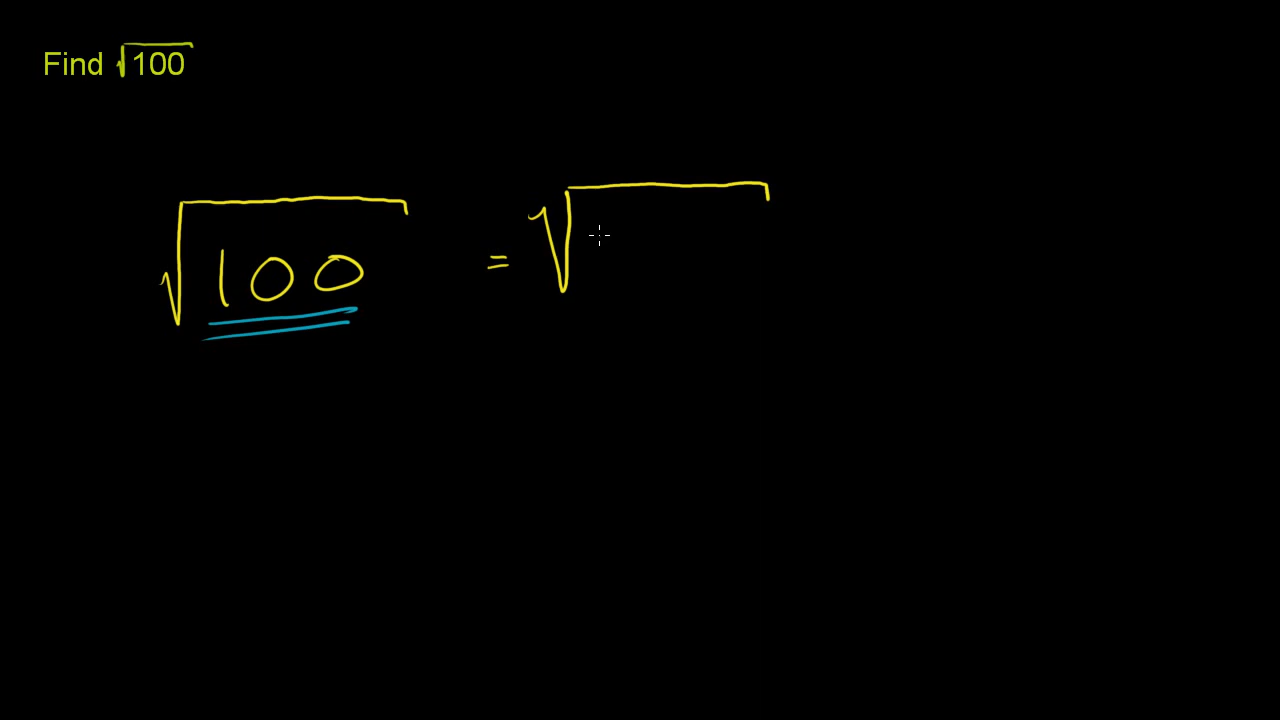 Find √100
√100 = √